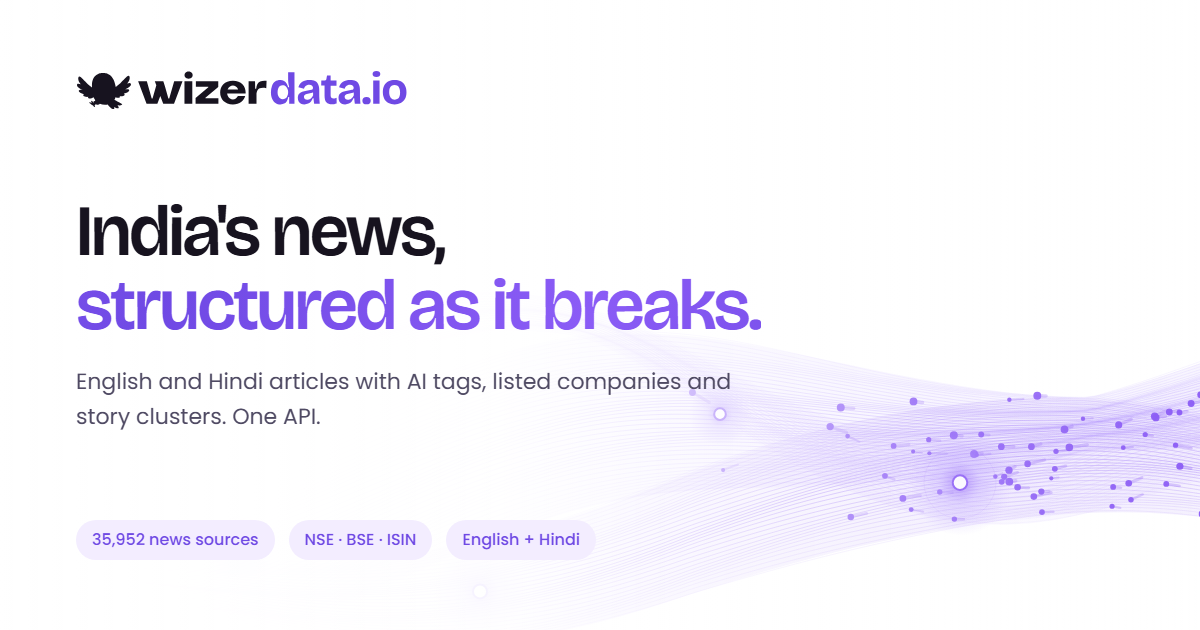 wizerdata.io
India's news,
structured as it breaks.
English and Hindi articles with AI tags, listed companies and
story clusters. One API.
35,952 news sources
NSE · BSE · ISIN
English + Hindi